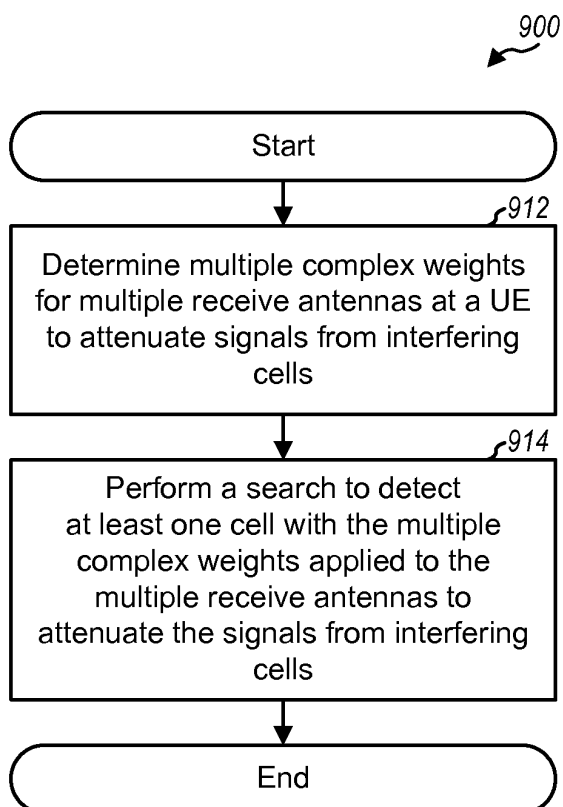 900
Start
912
Determine multiple complex weights
for multiple receive antennas at a UE
to attenuate signals from interfering
cells
914
Perform a search to detect
at least one cell with the multiple
complex weights applied to the
multiple receive antennas to
attenuate the signals from interfering
cells
End